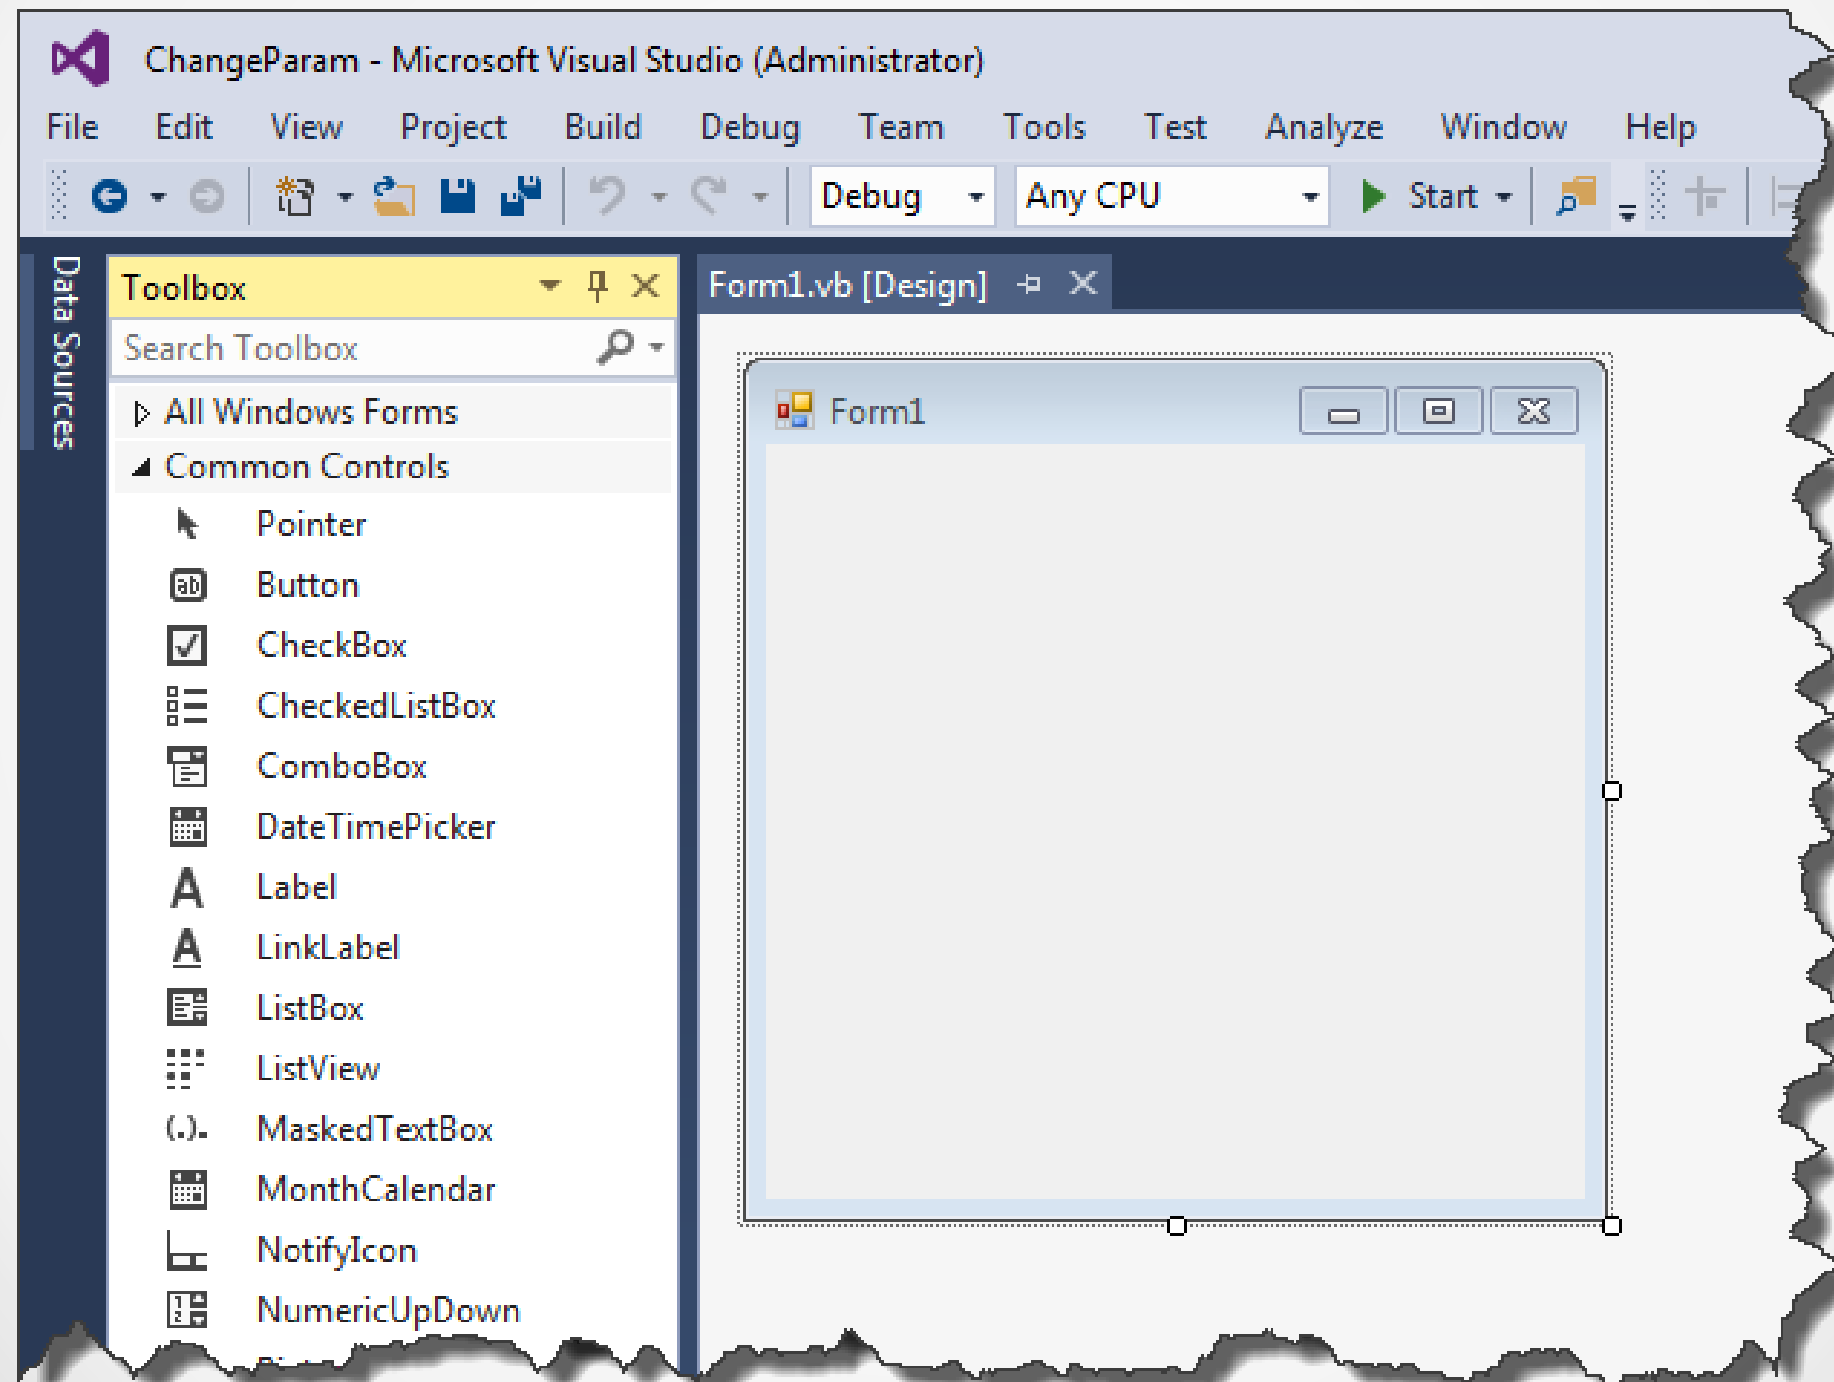 ChangeParam - Microsoft Visual Studio (Administrator)
File Edit View Project Build Debug Team Tools Test Analyze Window Help
Debug Any CPU Start
Data Sources
Toolbox
Search Toolbox
All Windows Forms
Common Controls
Pointer
Button
CheckBox
CheckedListBox
ComboBox
DateTimePicker
Label
LinkLabel
ListBox
ListView
MaskedTextBox
MonthCalendar
NotifyIcon
NumericUpDown
Form1.vb [Design]
Form1